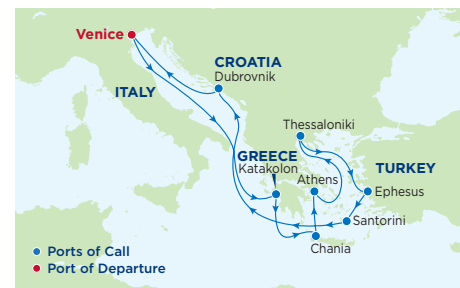 Venice
CROATIA
Dubrovnik
ITALY
Thessaloniki
GREECE
Katakolon
Athens
TURKEY
Ephesus
Santorini
Chania
Ports of Call
Port of Departure